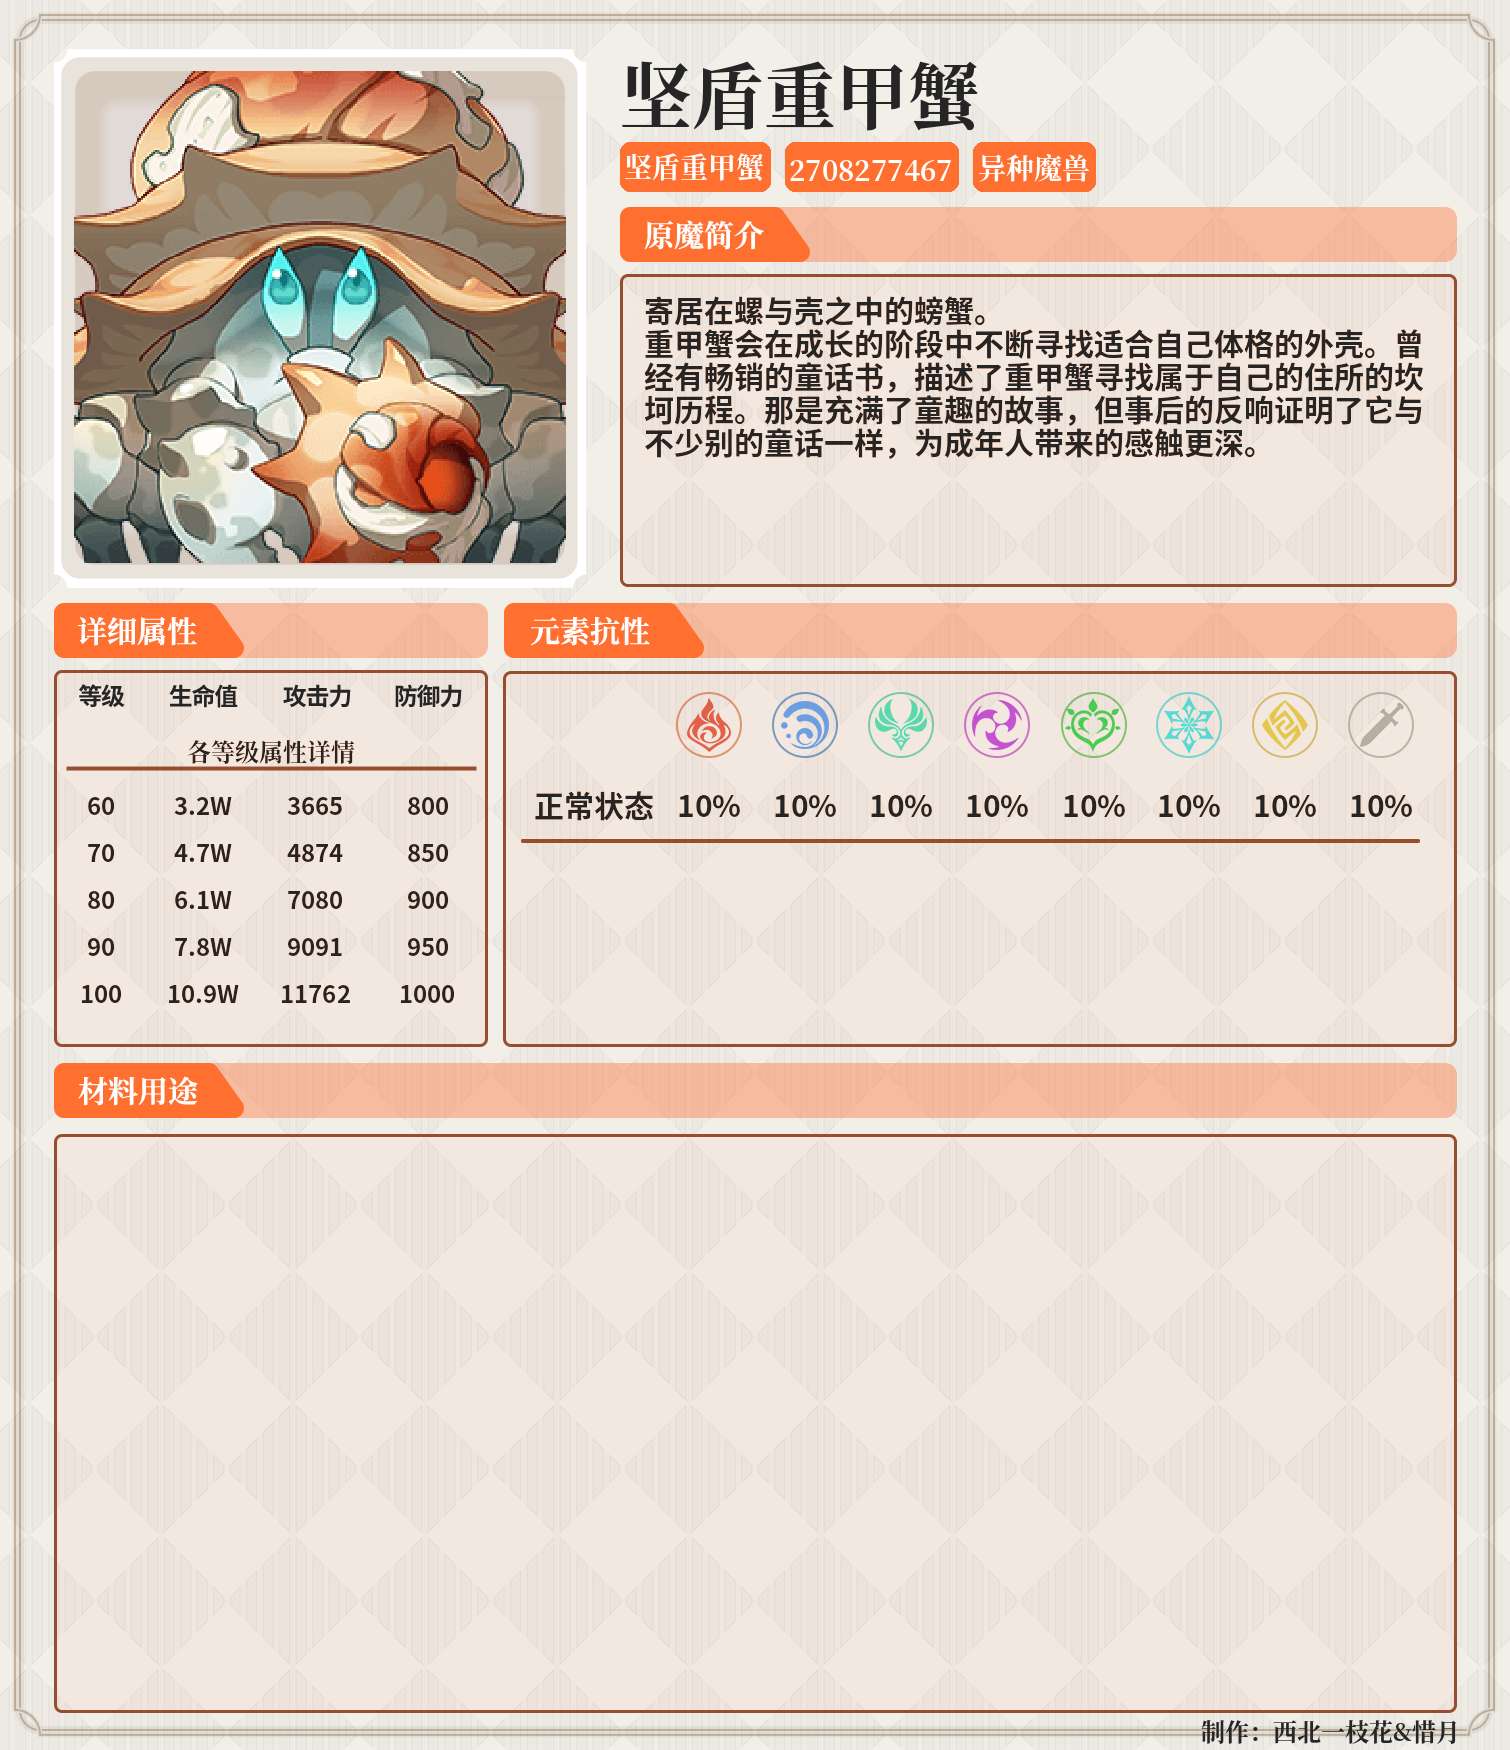 坚盾重甲蟹
坚盾重甲蟹 2708277467 异种魔兽
原魔简介
寄居在螺与壳之中的螃蟹。
重甲蟹会在成长的阶段中不断寻找适合自己体格的外壳。曾
经有畅销的童话书，描述了重甲蟹寻找属于自己的住所的坎
坷历程。那是充满了童趣的故事，但事后的反响证明了它与
不少别的童话一样，为成年人带来的感触更深。
详细属性
等级 生命值 攻击力 防御力
各等级属性详情
60 3.2W 3665 800
70 4.7W 4874 850
80 6.1W 7080 900
90 7.8W 9091 950
100 10.9W 11762 1000
元素抗性
正常状态 10% 10% 10% 10% 10% 10% 10% 10%
材料用途
制作：西北一枝花&惜月